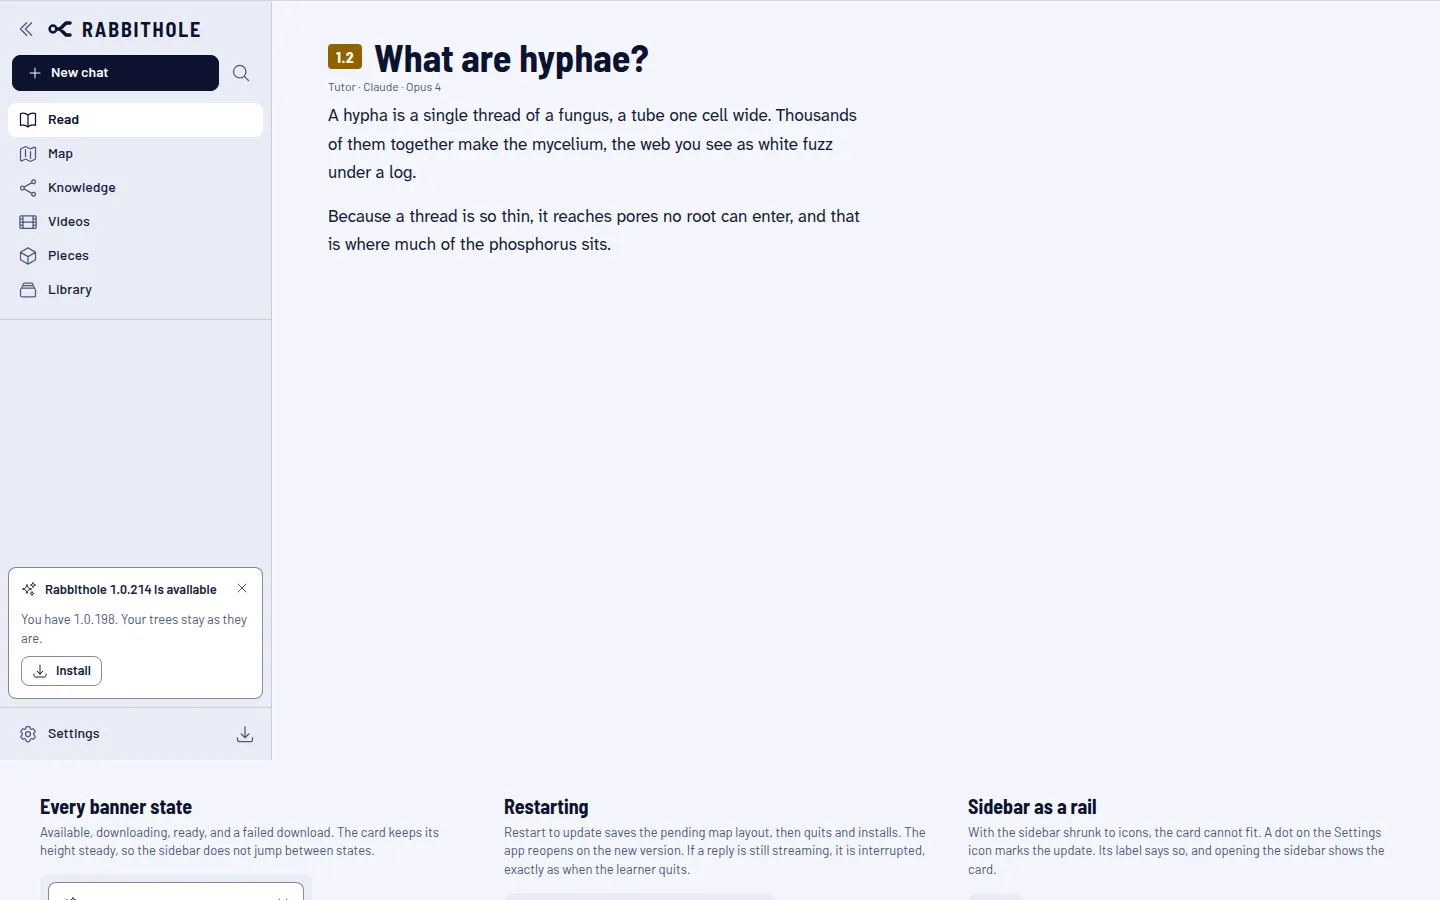 RABBITHOLE
New chat
Read
Map
Knowledge
Videos
Pieces
Library
Rabbithole 1.0.214 is available
You have 1.0.198. Your trees stay as they
are.
Install
Settings
1.2 What are hyphae?
Tutor · Claude · Opus 4
A hypha is a single thread of a fungus, a tube one cell wide. Thousands
of them together make the mycelium, the web you see as white fuzz
under a log.
Because a thread is so thin, it reaches pores no root can enter, and that
is where much of the phosphorus sits.
Every banner state
Available, downloading, ready, and a failed download. The card keeps its
height steady, so the sidebar does not jump between states.
Restarting
Restart to update saves the pending map layout, then quits and installs. The
app reopens on the new version. If a reply is still streaming, it is interrupted,
exactly as when the learner quits.
Sidebar as a rail
With the sidebar shrunk to icons, the card cannot fit. A dot on the Settings
icon marks the update. Its label says so, and opening the sidebar shows the
card.